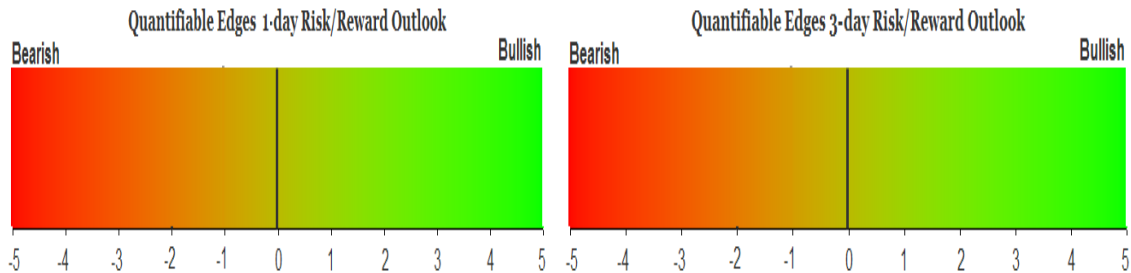 Quantifiable Edges 1-day Risk/Reward Outlook
Bearish Bullish
-5 -4 -3 -2 -1 0 1 2 3 4 5
Quantifiable Edges 3-day Risk/Reward Outlook
Bearish Bullish
-5 -4 -3 -2 -1 0 1 2 3 4 5